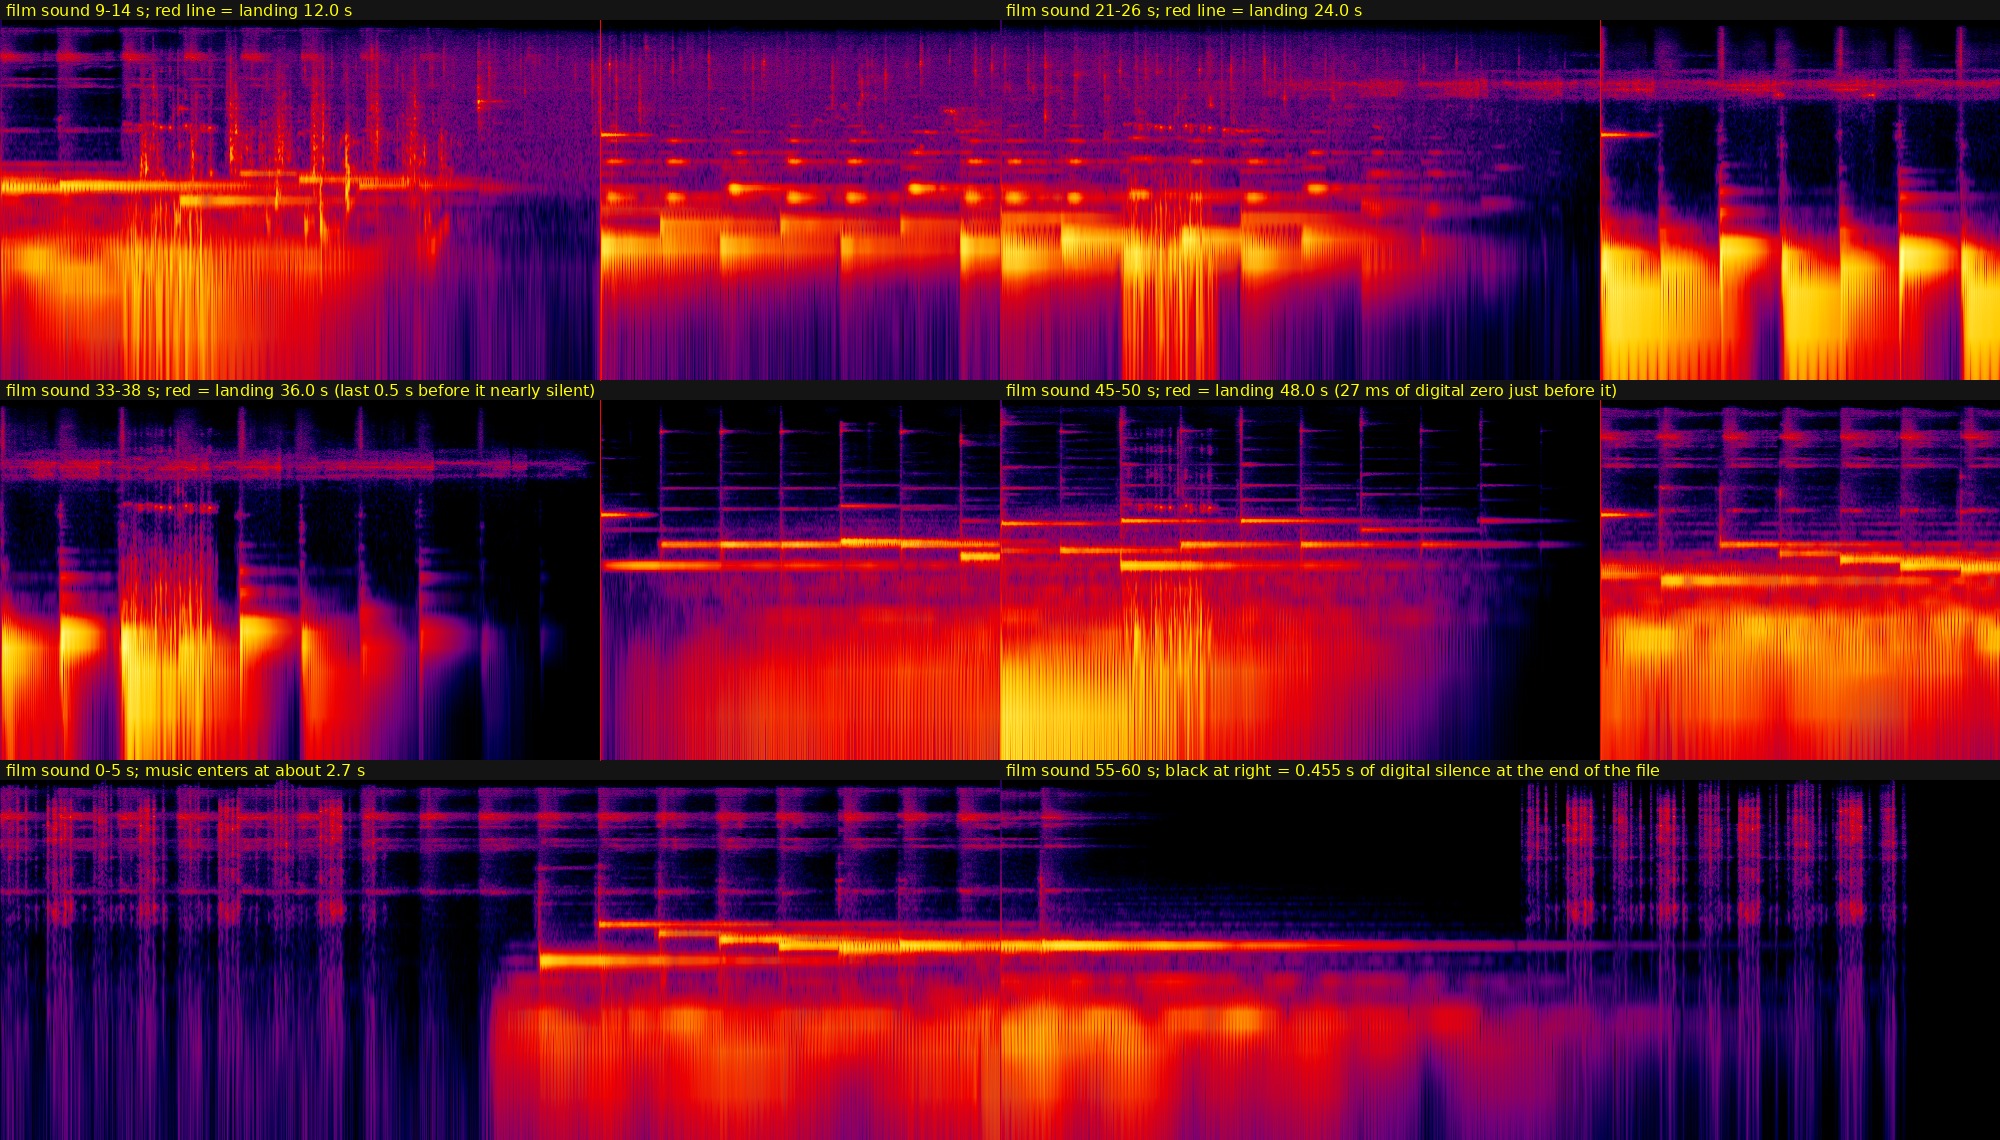 film sound 9-14 s; red line = landing 12.0 s
film sound 21-26 s; red line = landing 24.0 s
film sound 33-38 s; red = landing 36.0 s (last 0.5 s before it nearly silent)
film sound 45-50 s; red = landing 48.0 s (27 ms of digital zero just before it)
film sound 0-5 s; music enters at about 2.7 s
film sound 55-60 s; black at right = 0.455 s of digital silence at the end of the file